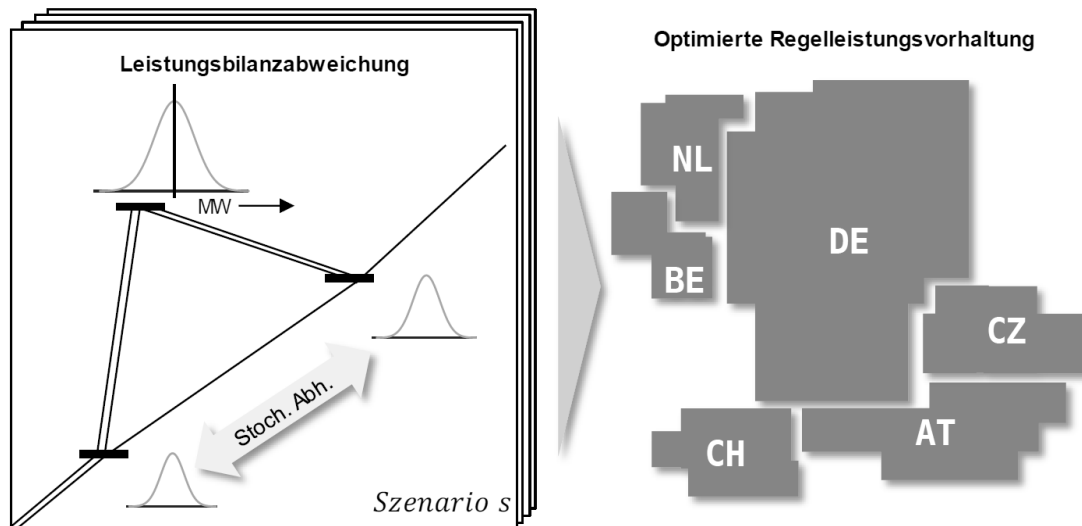 Leistungsbilanzabweichung
MW
Stoch. Abh.
Szenario s
Optimierte Regelleistungsvorhaltung
NL
DE
BE
CZ
CH
AT